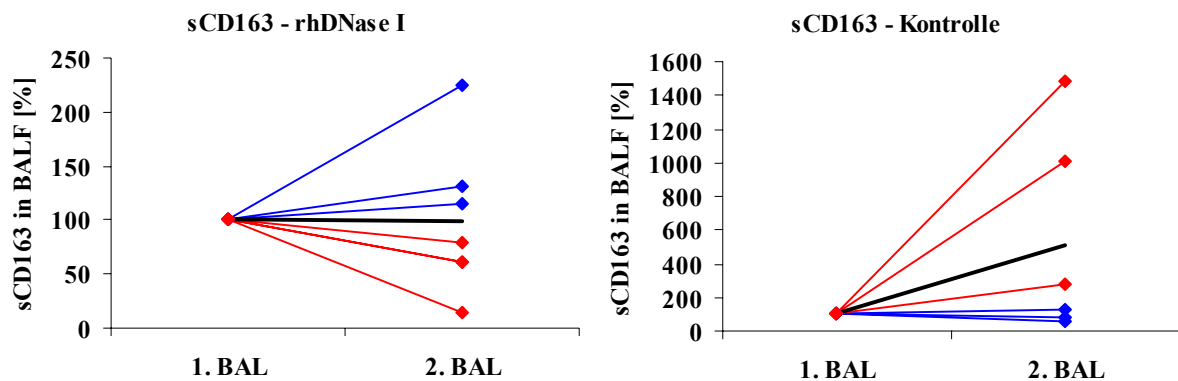 sCD163 - rhDNase I
sCD163 in BALF [%]
250
200
150
100
50
0
1. BAL
2. BAL
sCD163 - Kontrolle
sCD163 in BALF [%]
1600
1400
1200
1000
800
600
400
200
0
1. BAL
2. BAL